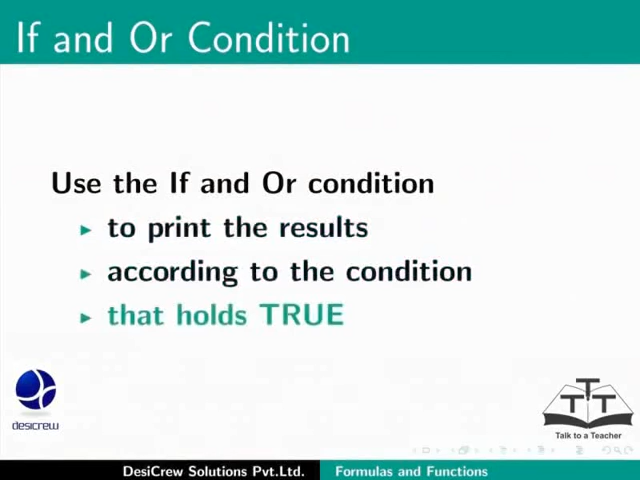 If and Or Condition
Use the If and Or condition
to print the results
according to the condition
that holds TRUE
desicrew
T T T
Talk to a Teacher
DesiCrew Solutions Pvt.Ltd. Formulas and Functions